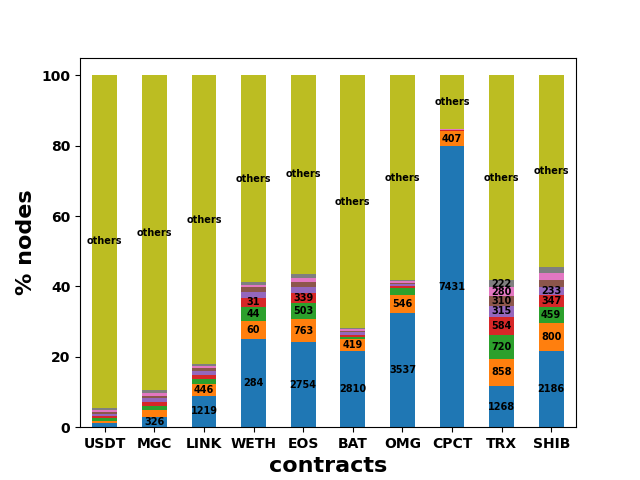 100
80
60
40
20
0
% nodes
others
others
326
others
446
1219
others
31
44
60
284
others
339
503
763
2754
others
419
2810
others
546
3537
others
407
7431
others
222
280
310
315
584
720
858
1268
others
233
347
459
800
2186
USDT MGC LINK WETH EOS BAT OMG CPCT TRX SHIB
contracts